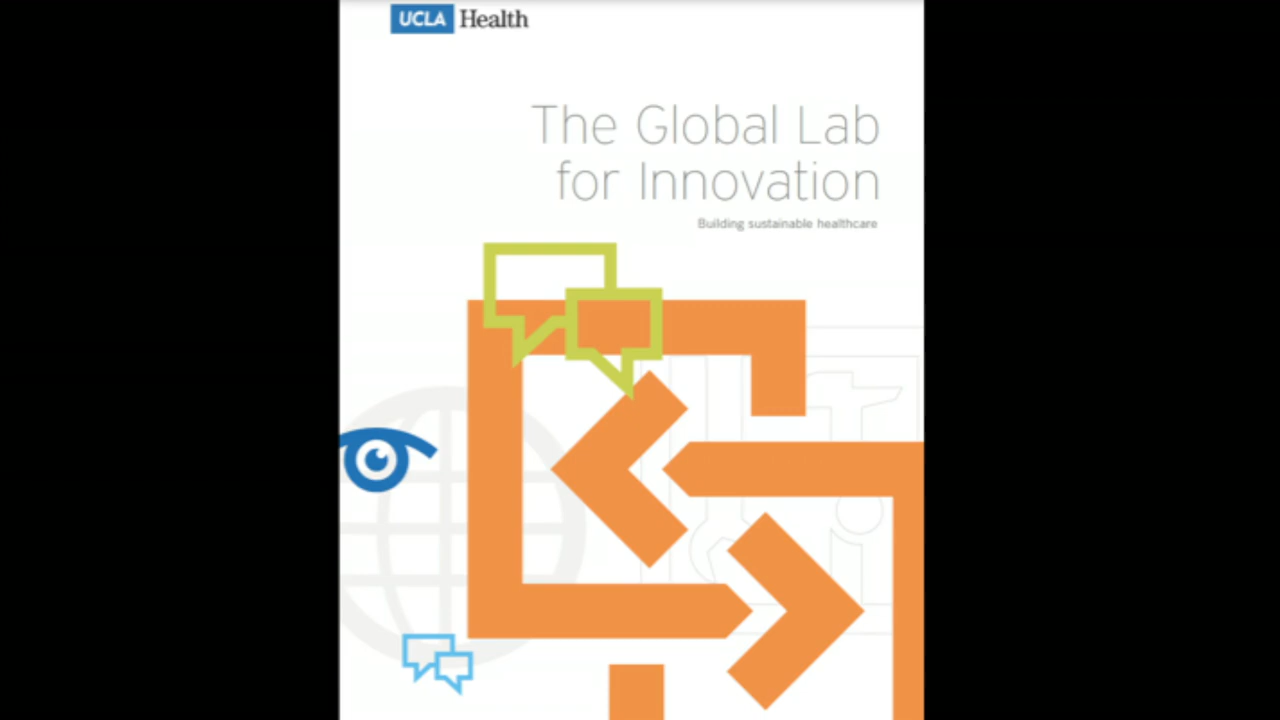 UCLA Health
The Global Lab
for Innovation
Building sustainable healthcare